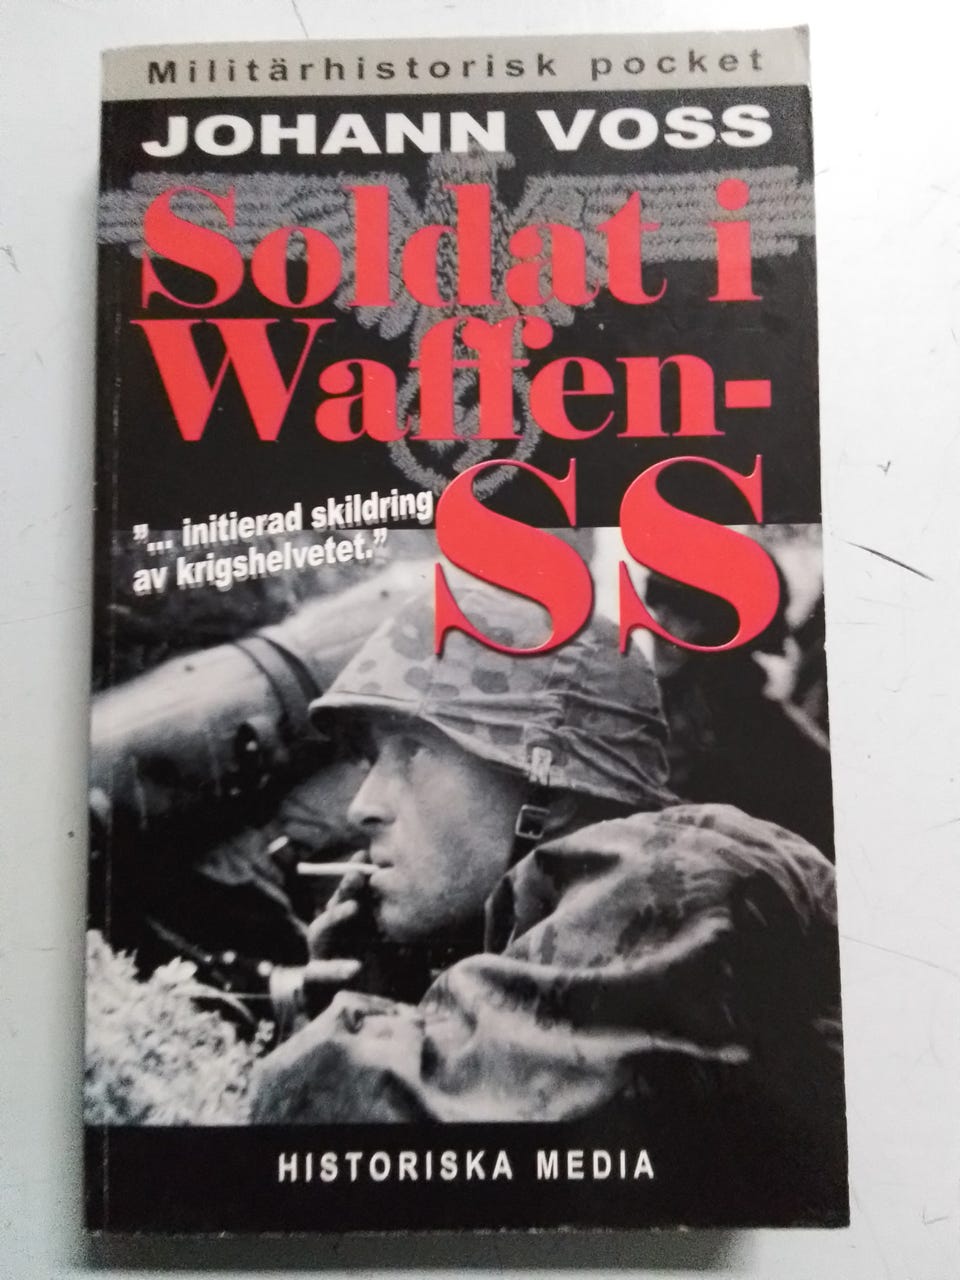 Militärhistorisk pocket
JOHANN VOSS
Soldat i
Waffen-
SS
”... initierad skildring
av krigshelvetet.”
HISTORISKA MEDIA